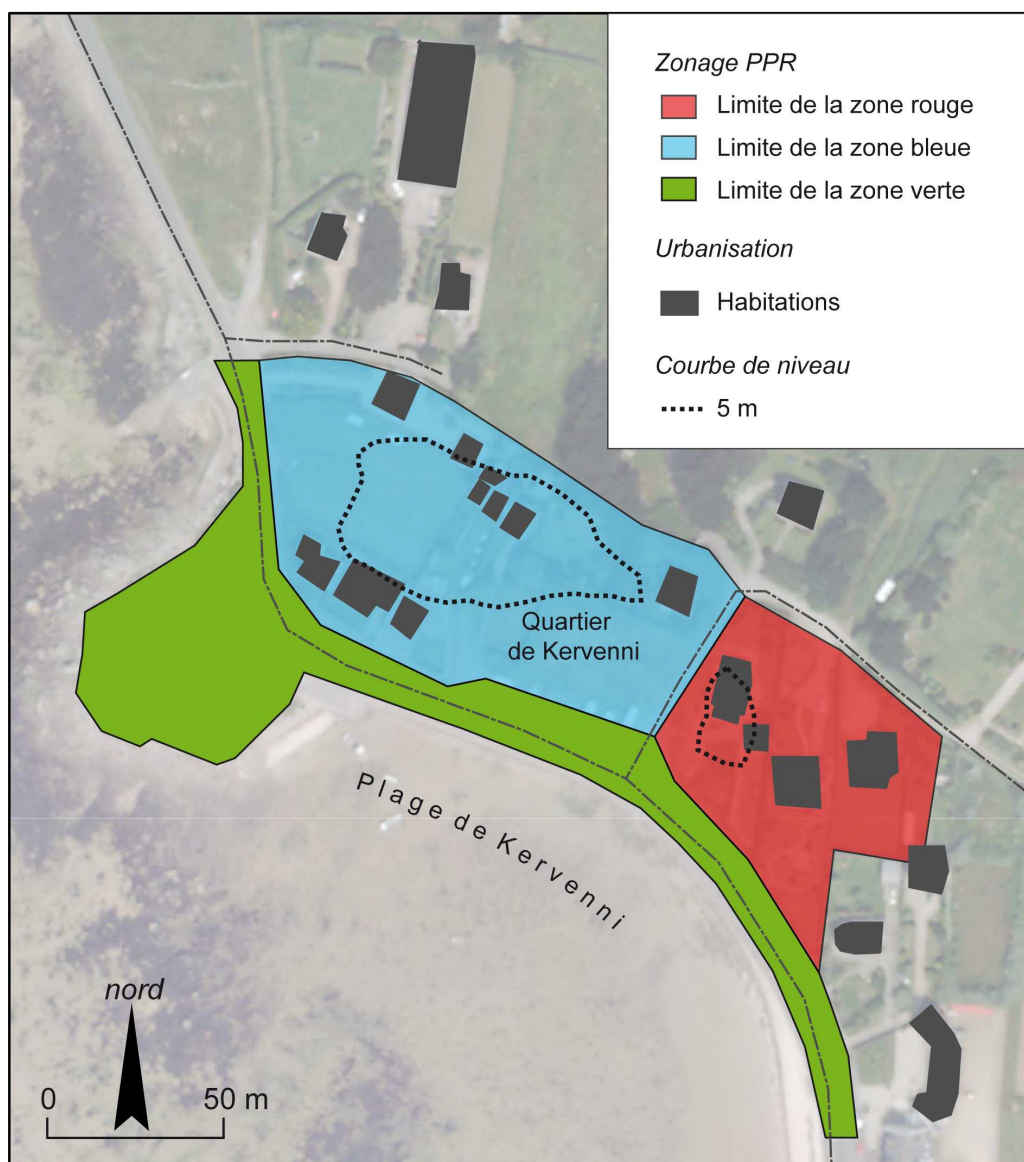 Zonage PPR
Limite de la zone rouge
Limite de la zone bleue
Limite de la zone verte
Urbanisation
Habitations
Courbe de niveau
5 m
Quartier
de Kervenni
Plage de Kervenni
nord
0 50 m